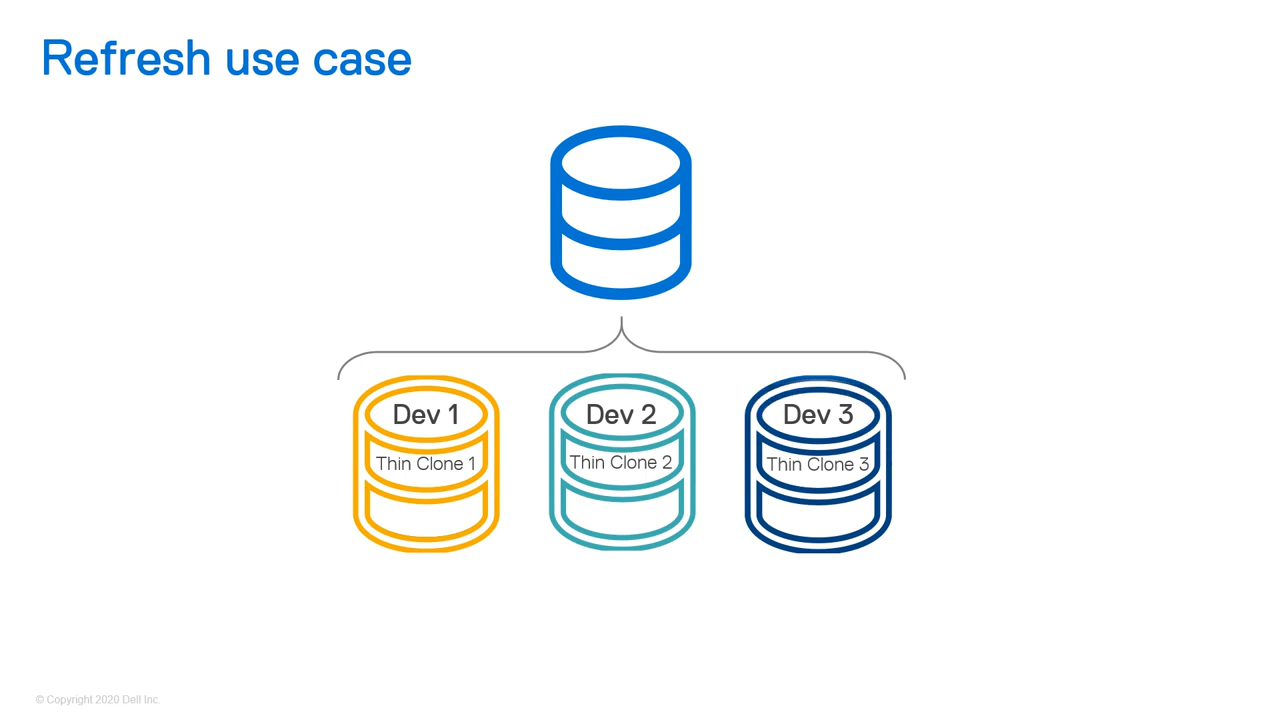 Refresh use case
Dev 1
Thin Clone 1
Dev 2
Thin Clone 2
Dev 3
Thin Clone 3
© Copyright 2020 Dell Inc.